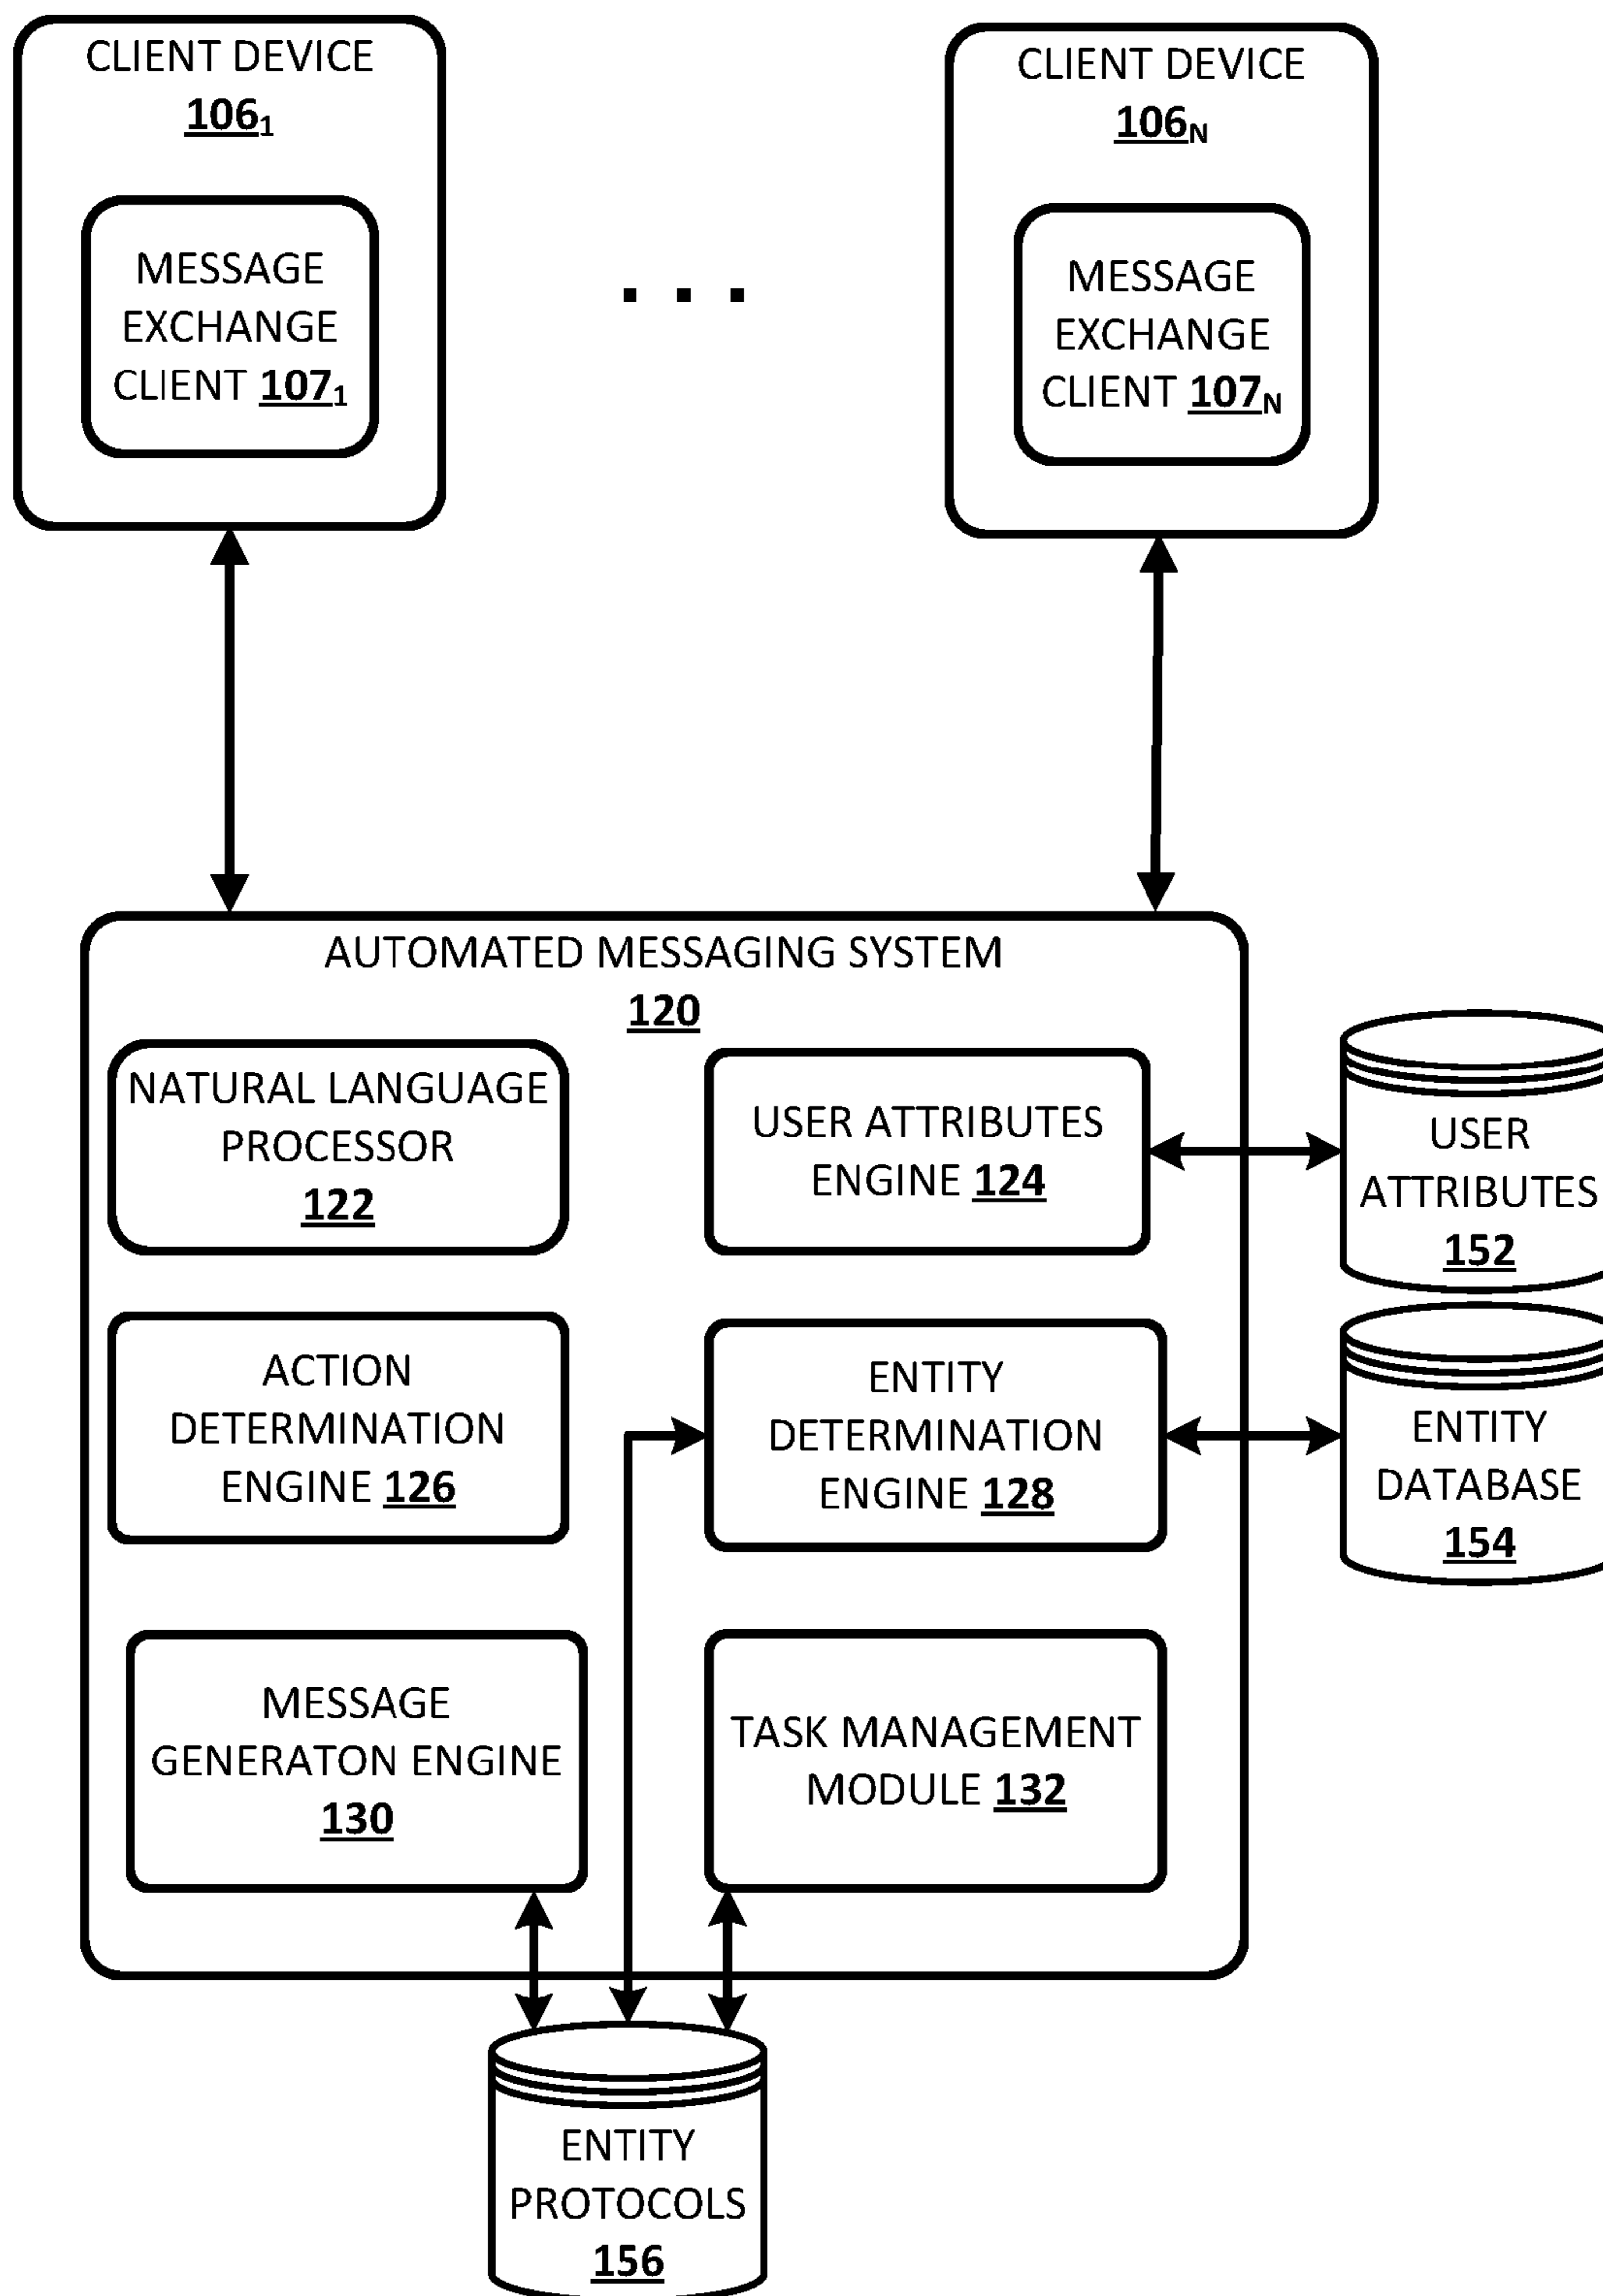 CLIENT DEVICE
106₁
MESSAGE
EXCHANGE
CLIENT 107₁
. . .
CLIENT DEVICE
106ɴ
MESSAGE
EXCHANGE
CLIENT 107ɴ
AUTOMATED MESSAGING SYSTEM
120
NATURAL LANGUAGE
PROCESSOR
122
USER ATTRIBUTES
ENGINE 124
USER
ATTRIBUTES
152
ACTION
DETERMINATION
ENGINE 126
ENTITY
DETERMINATION
ENGINE 128
ENTITY
DATABASE
154
MESSAGE
GENERATON ENGINE
130
TASK MANAGEMENT
MODULE 132
ENTITY
PROTOCOLS
156